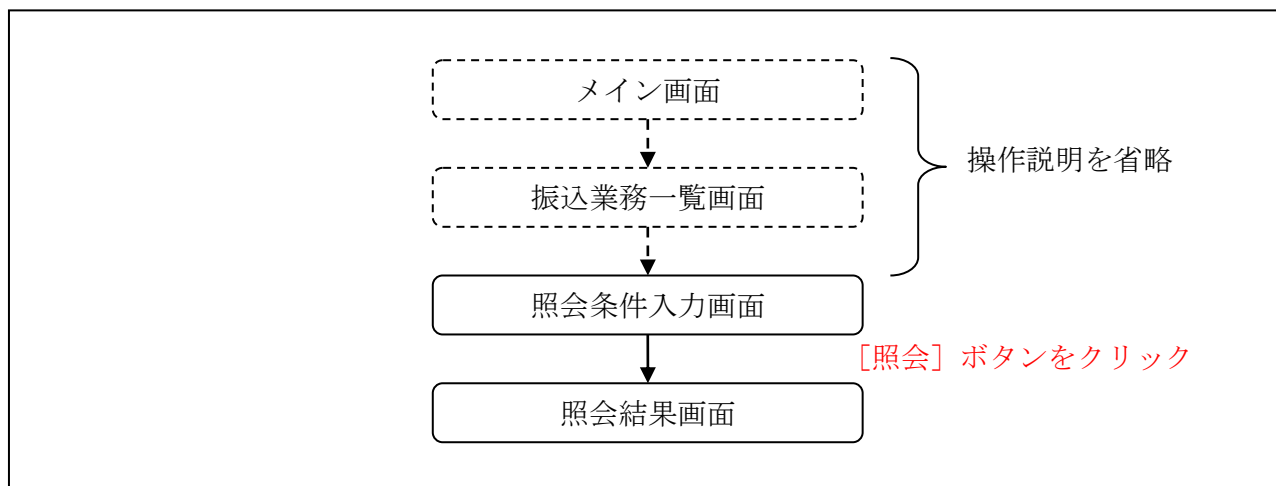 メイン画面
操作説明を省略
振込業務一覧画面
照会条件入力画面
［照会］ボタンをクリック
照会結果画面